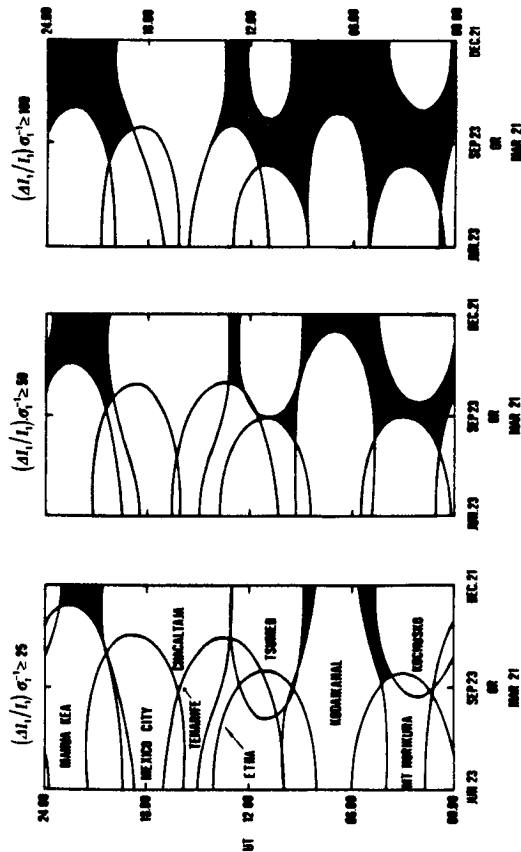 (ΔI₁/I₁) σ₁⁻¹ ≥ 25
24.00
18.00
12.00
06.00
00.00
UT
MAUNA KEA
MEXICO CITY
CHACALTAJA
TENARIFE
ETNA
TSUMEB
KODAIKANAL
MT NORIKURA
KOCIUSKO
JUN 23
SEP 23
OR
MAR 21
DEC. 21
(ΔI₁/I₁) σ₁⁻¹ ≥ 50
JUN. 23
SEP 23
OR
MAR 21
DEC. 21
(ΔI₁/I₁) σ₁⁻¹ ≥ 100
24.00
18.00
12.00
06.00
00.00
JUN. 23
SEP. 23
OR
MAR 21
DEC. 21